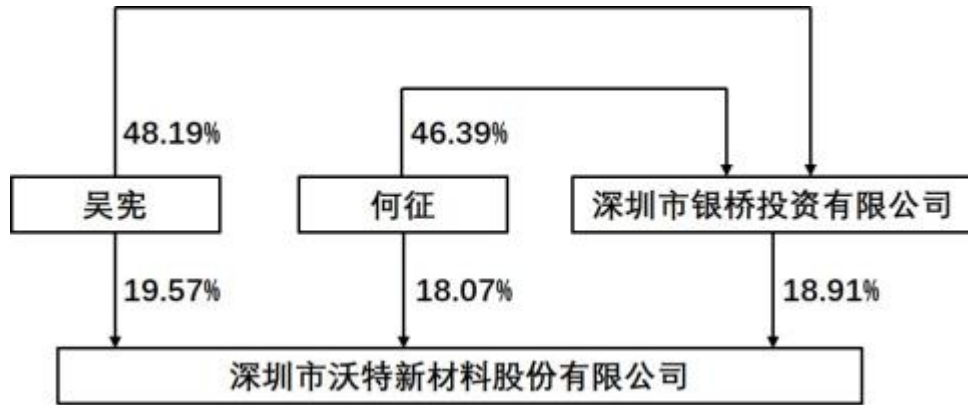 48.19% 46.39%
吴宪 何征 深圳市银桥投资有限公司
19.57% 18.07% 18.91%
深圳市沃特新材料股份有限公司